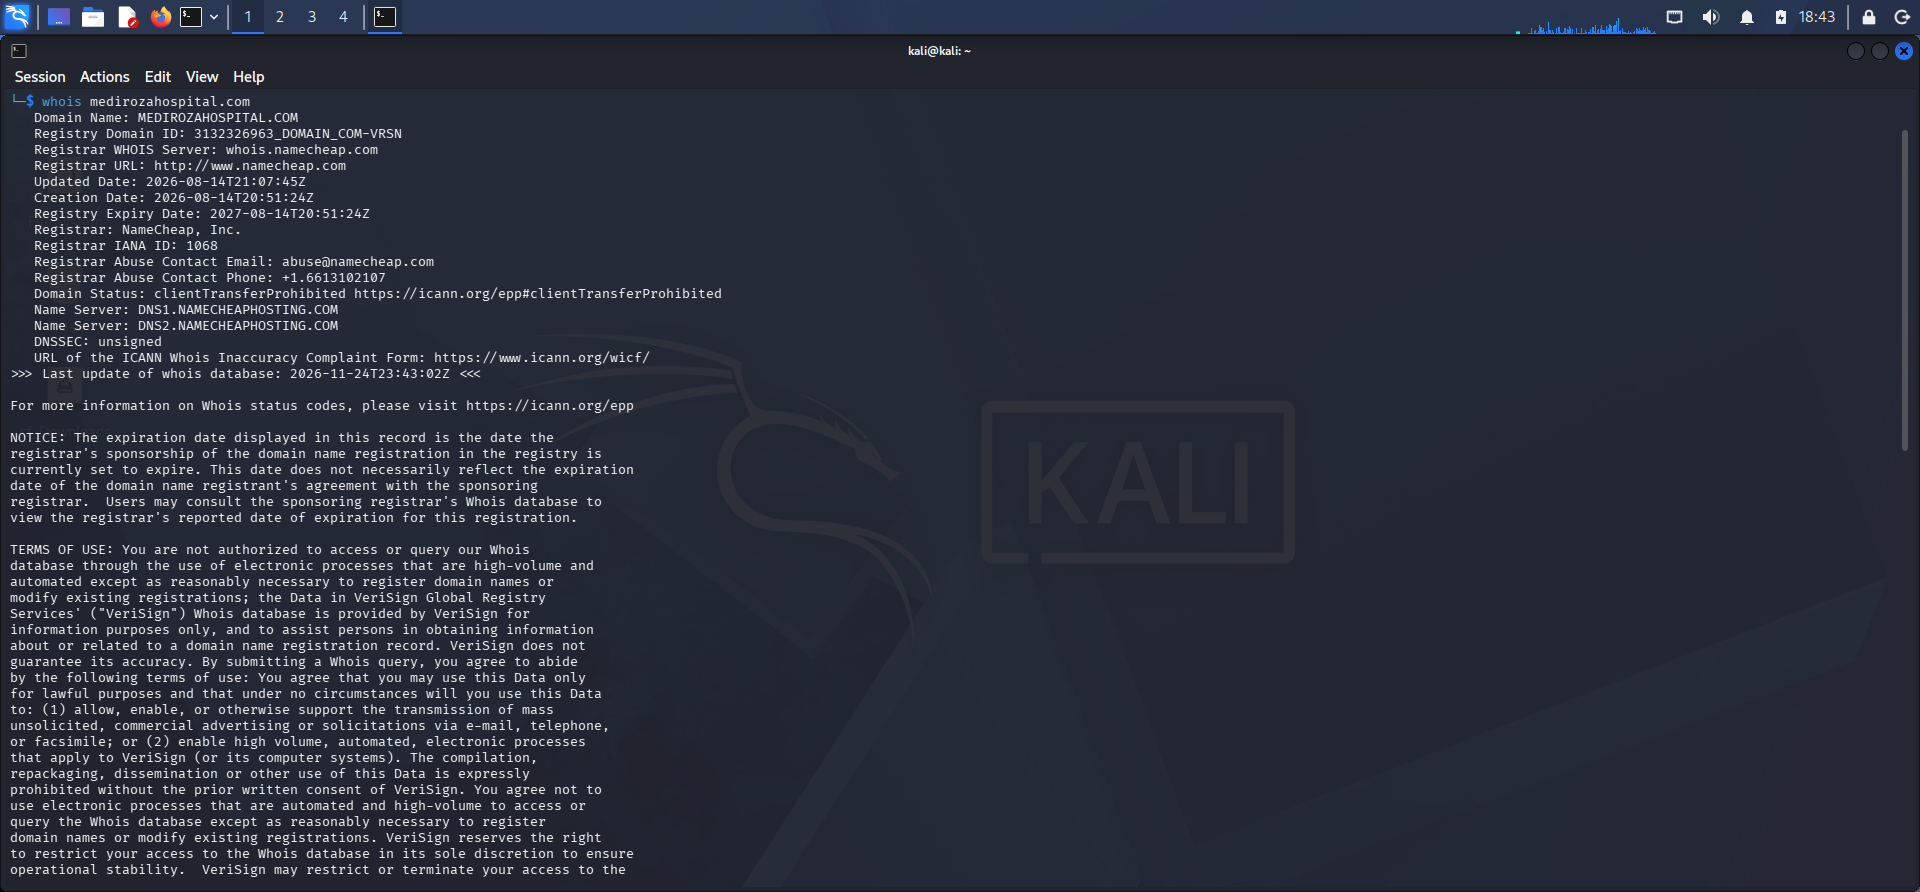 1 2 3 4 18:43
kali@kali: ~
Session Actions Edit View Help
└─$ whois medirozahospital.com
Domain Name: MEDIROZAHOSPITAL.COM
Registry Domain ID: 3132326963_DOMAIN_COM-VRSN
Registrar WHOIS Server: whois.namecheap.com
Registrar URL: http://www.namecheap.com
Updated Date: 2026-08-14T21:07:45Z
Creation Date: 2026-08-14T20:51:24Z
Registry Expiry Date: 2027-08-14T20:51:24Z
Registrar: NameCheap, Inc.
Registrar IANA ID: 1068
Registrar Abuse Contact Email: abuse@namecheap.com
Registrar Abuse Contact Phone: +1.6613102107
Domain Status: clientTransferProhibited https://icann.org/epp#clientTransferProhibited
Name Server: DNS1.NAMECHEAPHOSTING.COM
Name Server: DNS2.NAMECHEAPHOSTING.COM
DNSSEC: unsigned
URL of the ICANN Whois Inaccuracy Complaint Form: https://www.icann.org/wicf/
>>> Last update of whois database: 2026-11-24T23:43:02Z <<<
For more information on Whois status codes, please visit https://icann.org/epp
NOTICE: The expiration date displayed in this record is the date the
registrar's sponsorship of the domain name registration in the registry is
currently set to expire. This date does not necessarily reflect the expiration
date of the domain name registrant's agreement with the sponsoring
registrar.  Users may consult the sponsoring registrar's Whois database to
view the registrar's reported date of expiration for this registration.
TERMS OF USE: You are not authorized to access or query our Whois
database through the use of electronic processes that are high-volume and
automated except as reasonably necessary to register domain names or
modify existing registrations; the Data in VeriSign Global Registry
Services' ("VeriSign") Whois database is provided by VeriSign for
information purposes only, and to assist persons in obtaining information
about or related to a domain name registration record. VeriSign does not
guarantee its accuracy. By submitting a Whois query, you agree to abide
by the following terms of use: You agree that you may use this Data only
for lawful purposes and that under no circumstances will you use this Data
to: (1) allow, enable, or otherwise support the transmission of mass
unsolicited, commercial advertising or solicitations via e-mail, telephone,
or facsimile; or (2) enable high volume, automated, electronic processes
that apply to VeriSign (or its computer systems). The compilation,
repackaging, dissemination or other use of this Data is expressly
prohibited without the prior written consent of VeriSign. You agree not to
use electronic processes that are automated and high-volume to access or
query the Whois database except as reasonably necessary to register
domain names or modify existing registrations. VeriSign reserves the right
to restrict your access to the Whois database in its sole discretion to ensure
operational stability.  VeriSign may restrict or terminate your access to the
KALI